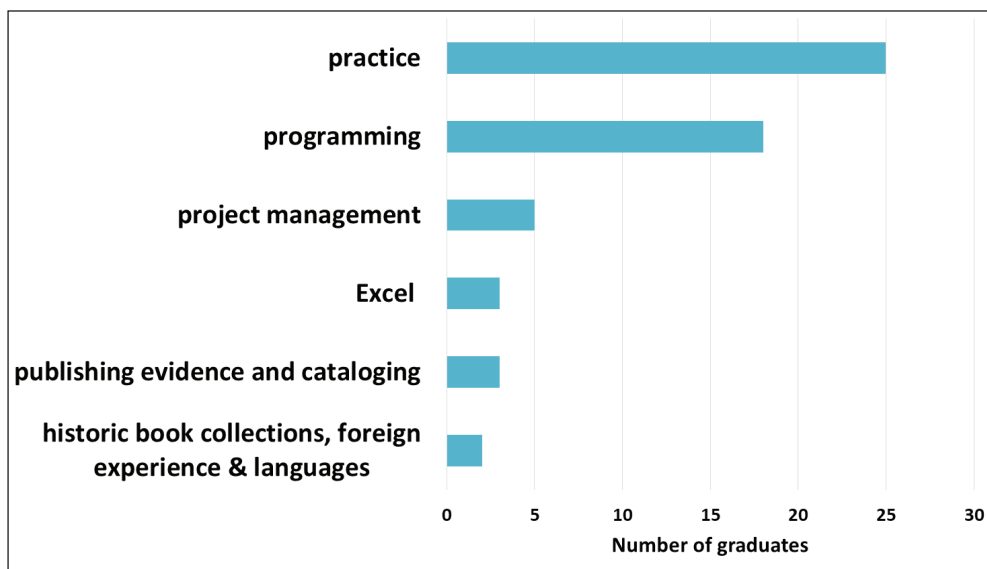 practice
programming
project management
Excel
publishing evidence and cataloging
historic book collections, foreign
experience & languages
0 5 10 15 20 25 30
Number of graduates